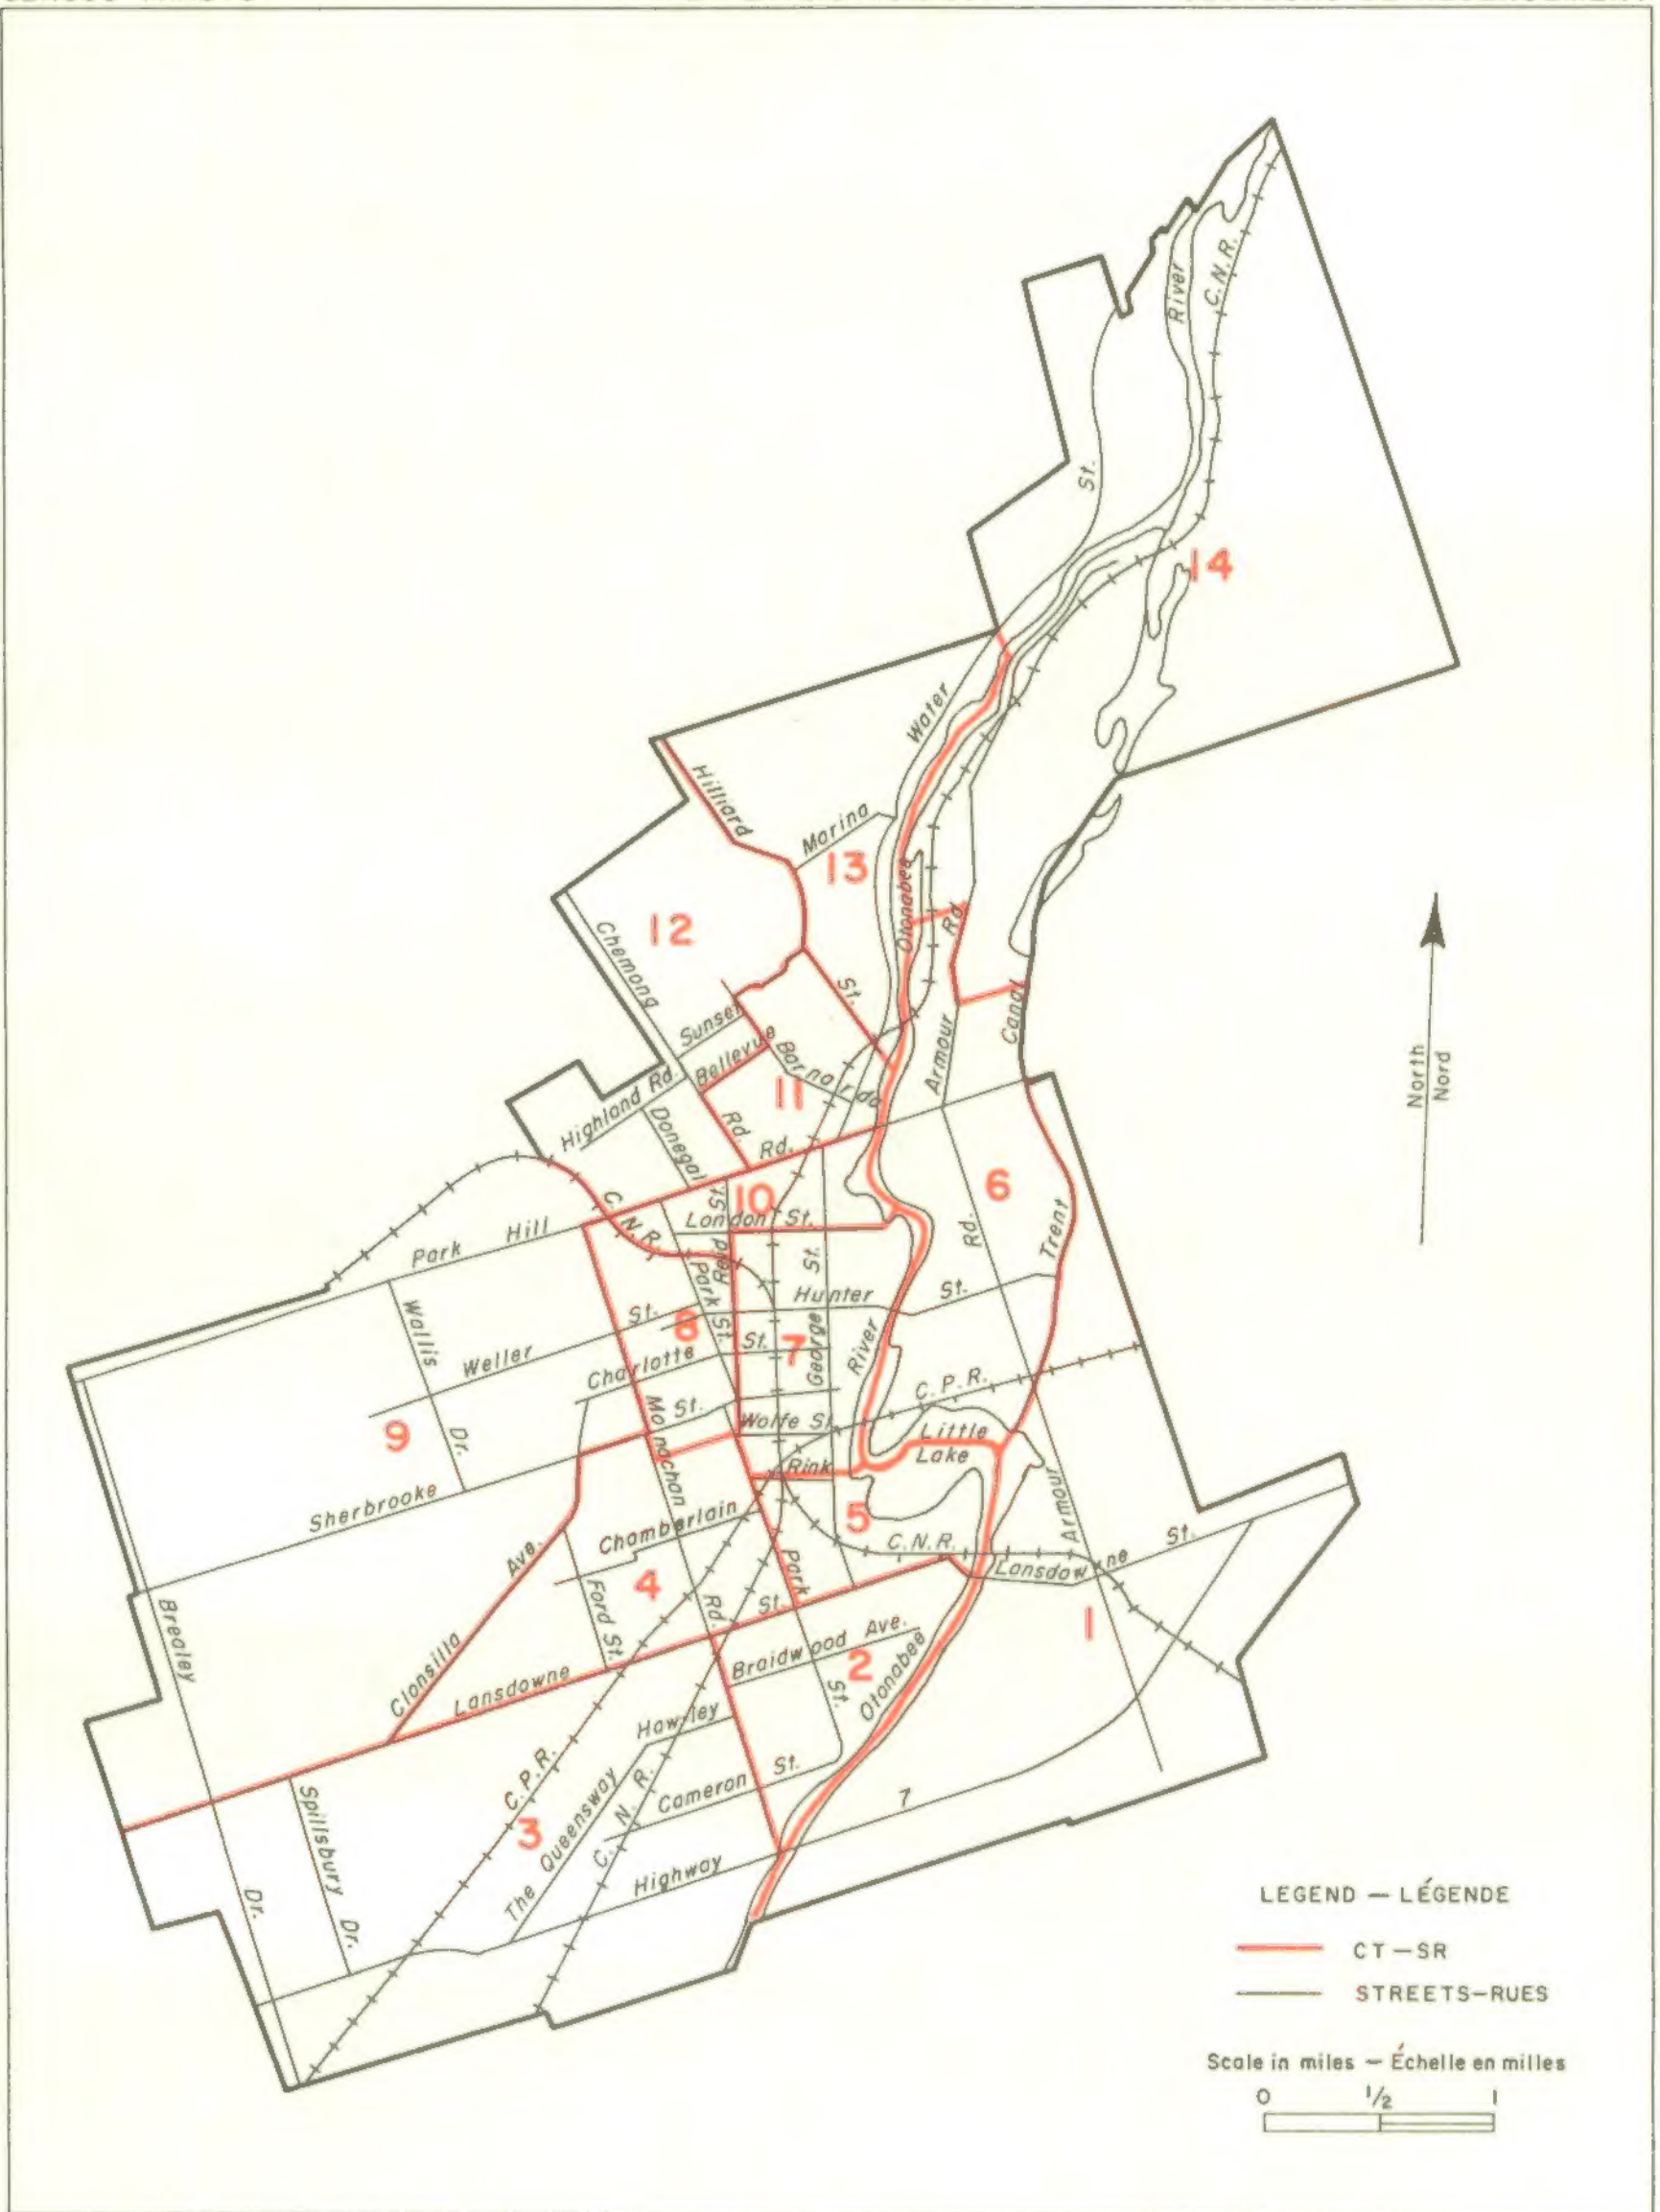 River
C.N.R.
St.
14
Water
Hilliard
Marina
13
Otonabee
12
Chemong
Rd.
St.
Canal
Sunset
Bellevue
Barnardo
Armour
North
Nord
Highland Rd.
11
Donegal
Rd.
Rd.
St.
10
6
C. N. R.
London St.
Park Hill
Reid
St.
Rd.
Trent
Wallis
St.
Park St.
Hunter St.
8
Weller
St.
7
George
River
Charlotte
C.P.R.
Monachan
St.
Wolfe St.
9
Dr.
Little
Lake
Rink
Sherbrooke
Chamberlain
5
Armour
C.N.R.
St.
Ave.
Park
Lansdowne
4
Ford St.
Rd.
St.
1
Brealey
Braidwood Ave.
2
Clonsilla
Lansdowne
St.
Otonabee
Hawley
St.
C.P.R.
Cameron
7
Spillsbury
3
The Queensway
C. N. R.
Highway
Dr.
Dr.
LEGEND — LÉGENDE
CT—SR
STREETS—RUES
Scale in miles — Échelle en milles
0 1/2 1